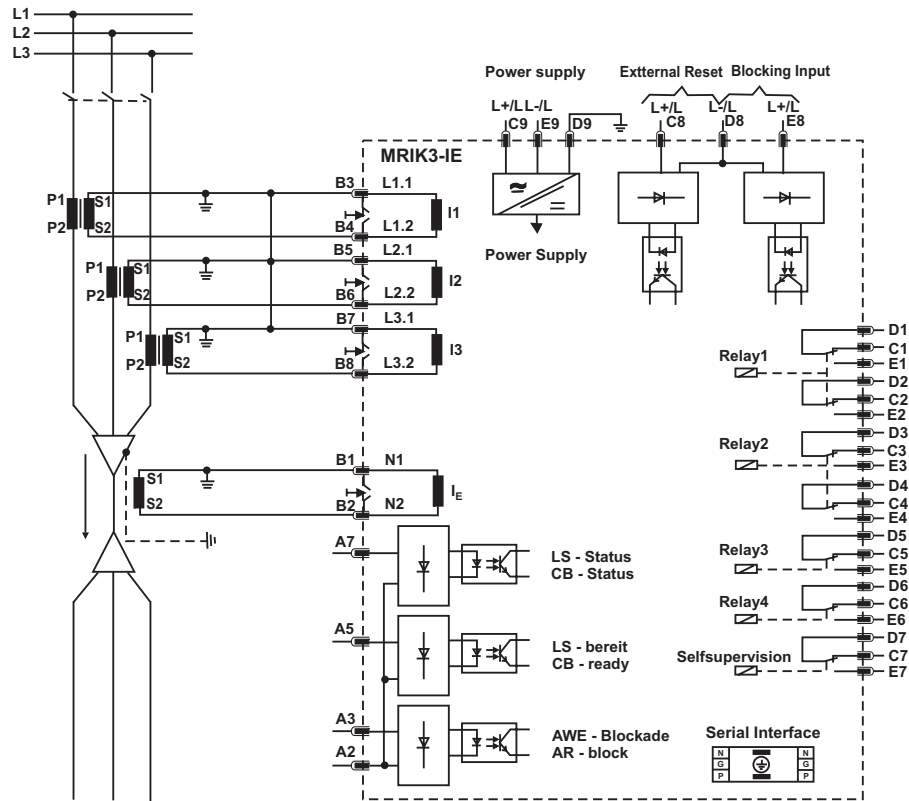 L1
L2
L3
Power supply
Extternal Reset
Blocking Input
L+/L
L-/L
L+/L
L-/L
L+/L
C9
E9
D9
C8
D8
E8
MRIK3-IE
P1
S1
P2
S2
B3
L1.1
I1
B4
L1.2
P1
S1
P2
S2
B5
L2.1
I2
B6
L2.2
P1
S1
P2
S2
B7
L3.1
I3
B8
L3.2
Power Supply
Relay1
D1
C1
E1
D2
C2
E2
Relay2
D3
C3
E3
D4
C4
E4
Relay3
D5
C5
E5
Relay4
D6
C6
E6
Selfsupervision
D7
C7
E7
S1
S2
B1
N1
IE
B2
N2
A7
LS - Status
CB - Status
A5
LS - bereit
CB - ready
A3
A2
AWE - Blockade
AR - block
Serial Interface
N
G
P
N
G
P